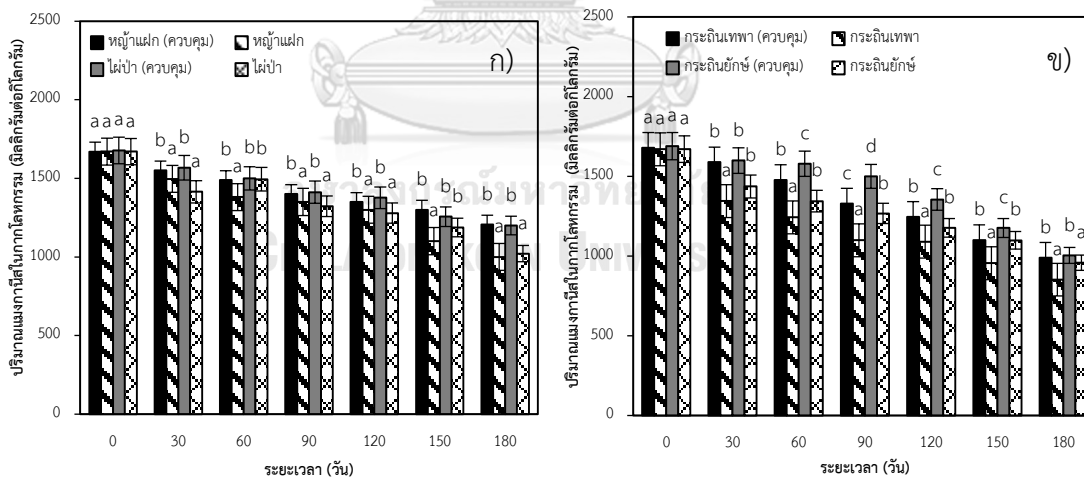 2500
หญ้าแฝก (ควบคุม) หญ้าแฝก
ไผ่ป่า (ควบคุม) ไผ่ป่า
ก)
2000
1500
1000
500
0
a a a a b a b a b a b b b a b a b a b a b a b b b a b a
0 30 60 90 120 150 180
ระยะเวลา (วัน)
ปริมาณแมงกานีสในกากโลหกรรม (มิลลิกรัมต่อกิโลกรัม)
2500
กระถินเทพา (ควบคุม) กระถินเทพา
กระถินยักษ์ (ควบคุม) กระถินยักษ์
ข)
2000
1500
1000
500
0
a a a a b a b b b a c b c a d b b a c b b a c b b a b a
0 30 60 90 120 150 180
ระยะเวลา (วัน)
ปริมาณแมงกานีสในกากโลหกรรม (มิลลิกรัมต่อกิโลกรัม)